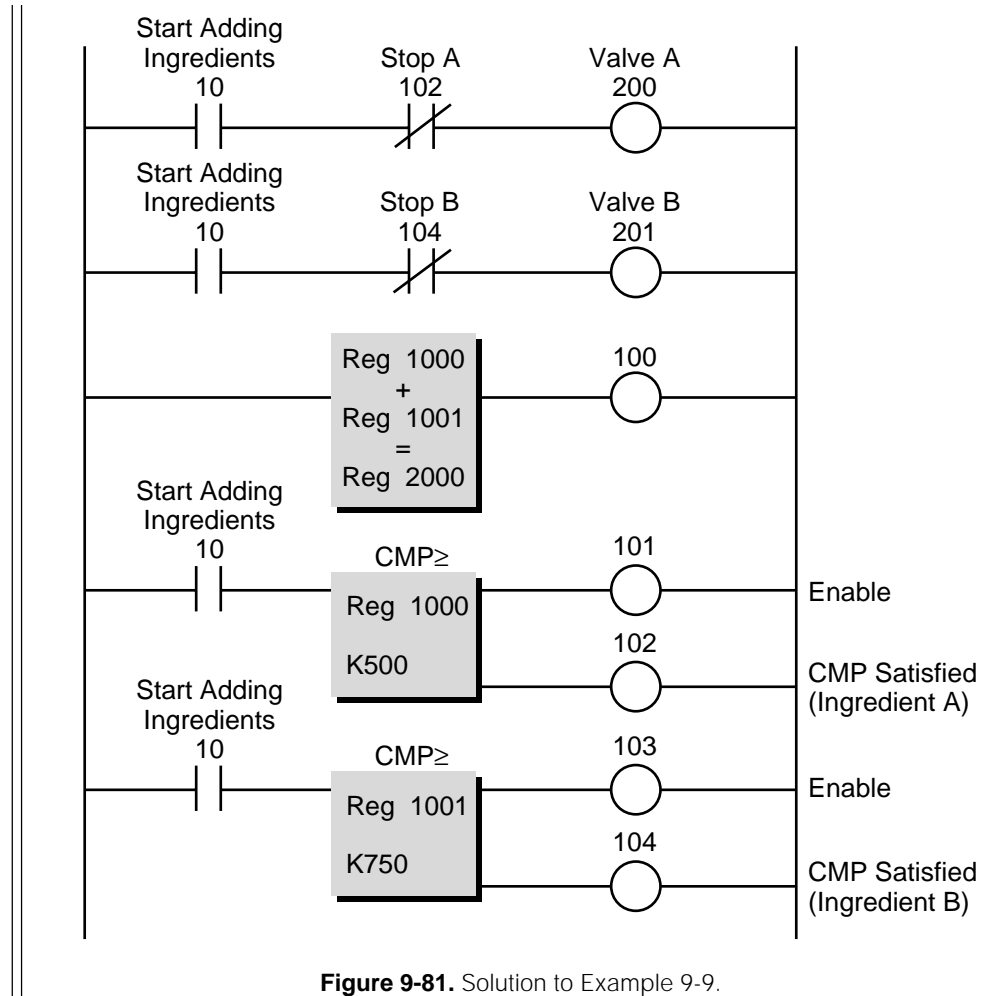 Start Adding
Ingredients
10
Stop A
102
Valve A
200
Start Adding
Ingredients
10
Stop B
104
Valve B
201
Reg 1000
+
Reg 1001
=
Reg 2000
100
Start Adding
Ingredients
10
CMP≥
Reg 1000
K500
101
Enable
102
CMP Satisfied
(Ingredient A)
Start Adding
Ingredients
10
CMP≥
Reg 1001
K750
103
Enable
104
CMP Satisfied
(Ingredient B)
Figure 9-81. Solution to Example 9-9.